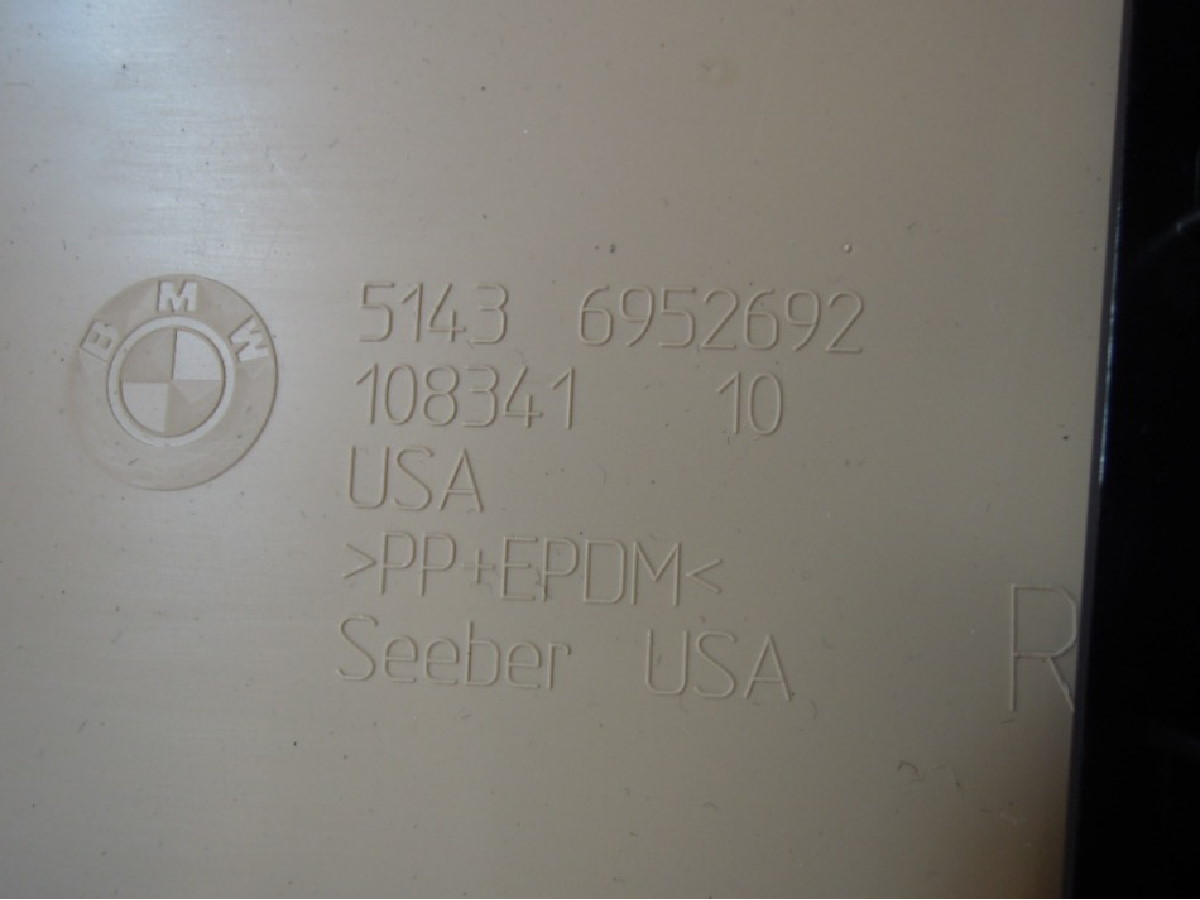 BMW
5143 6952692
108341 10
USA
>PP+EPDM<
Seeber USA
R